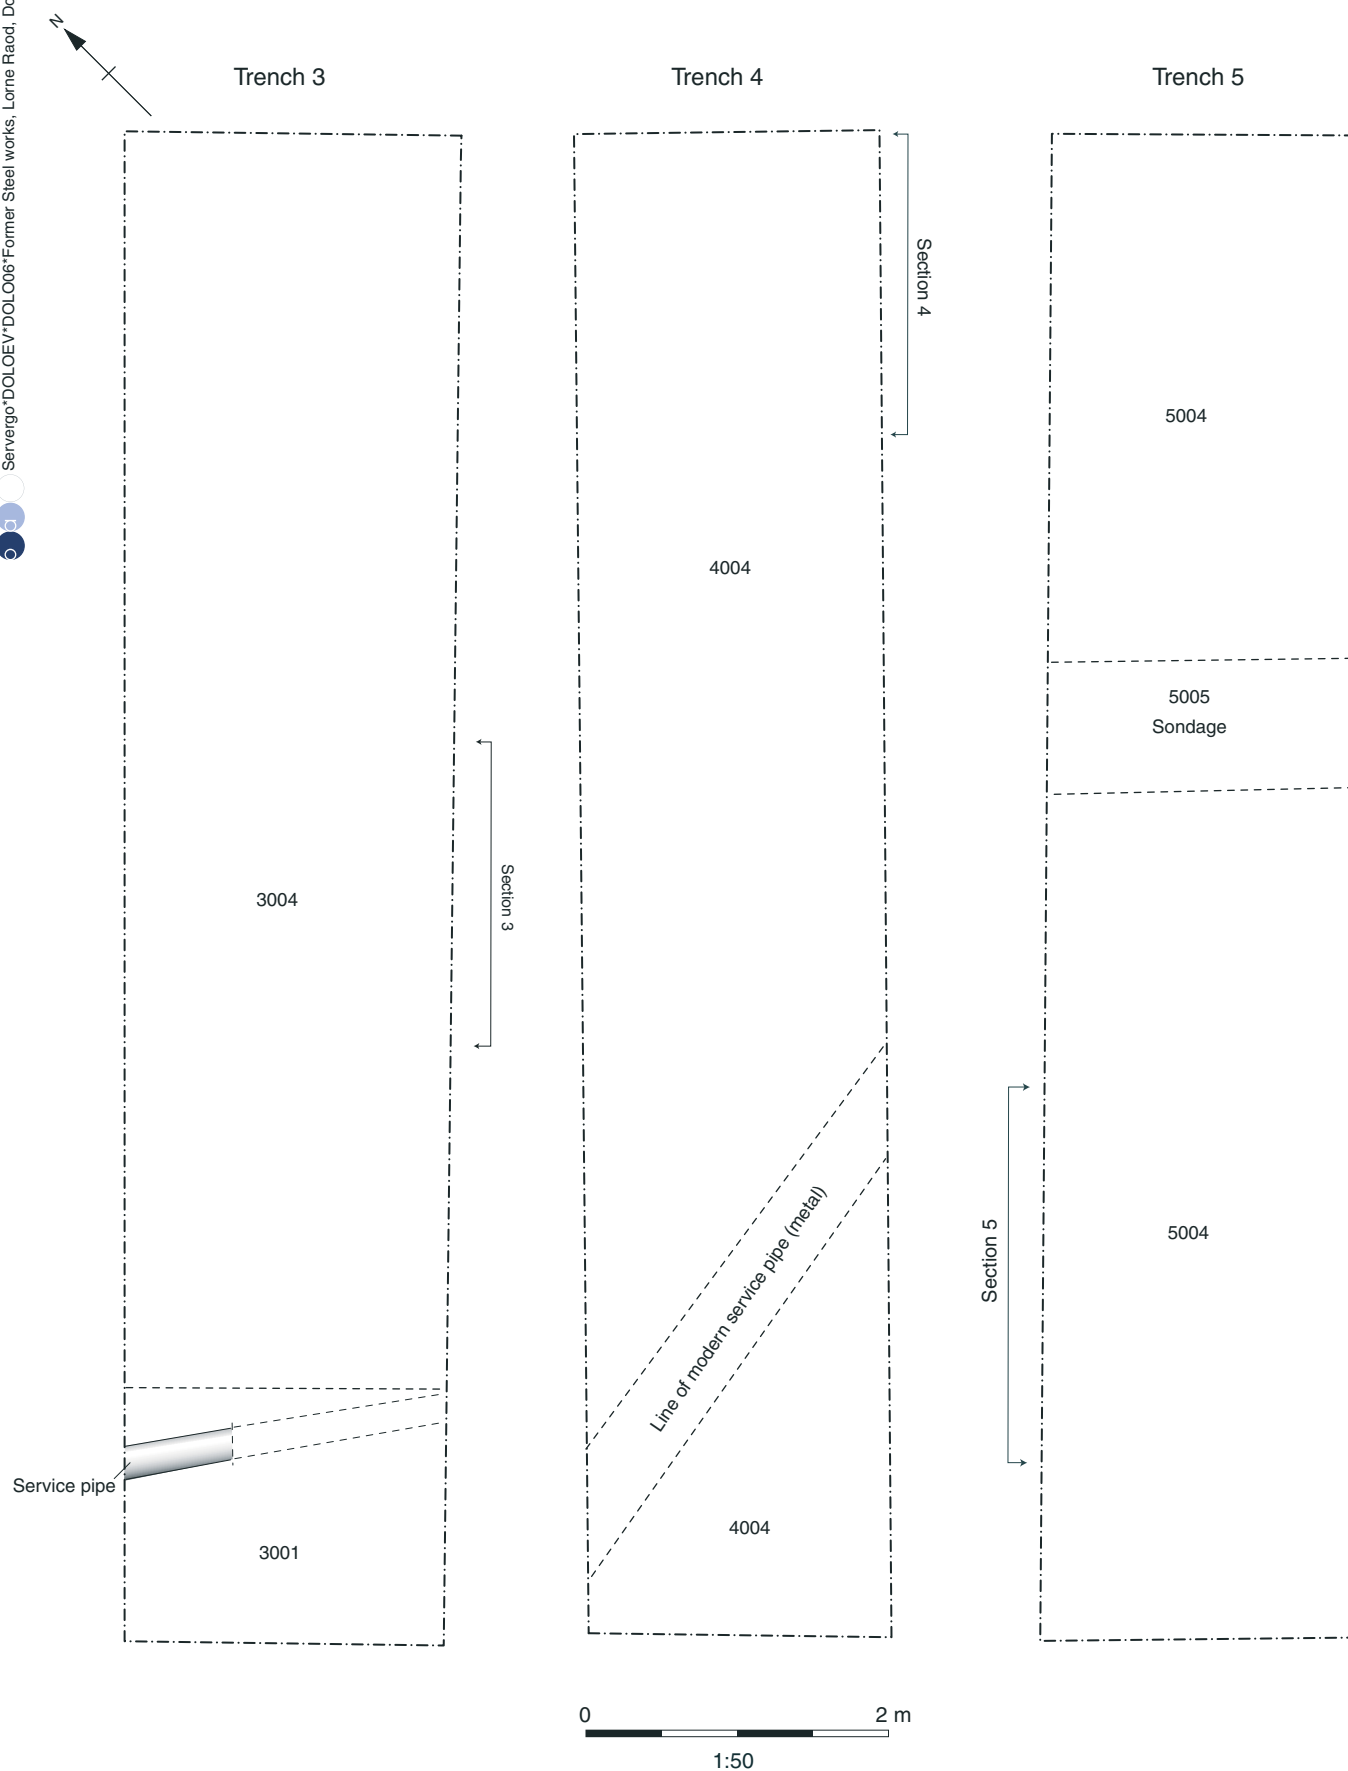 N
Servergo*DOLOEV*DOLO06*Former Steel works, Lorne Raod,
oa
Trench 3
Trench 4
Trench 5
Section 4
5004
4004
5005
Sondage
3004
Section 3
Line of modern service pipe (metal)
Section 5
5004
Service pipe
4004
3001
0
2 m
1:50